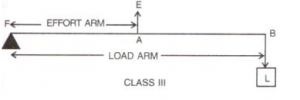 E
F EFFORT ARM
A B
LOAD ARM
L
CLASS III